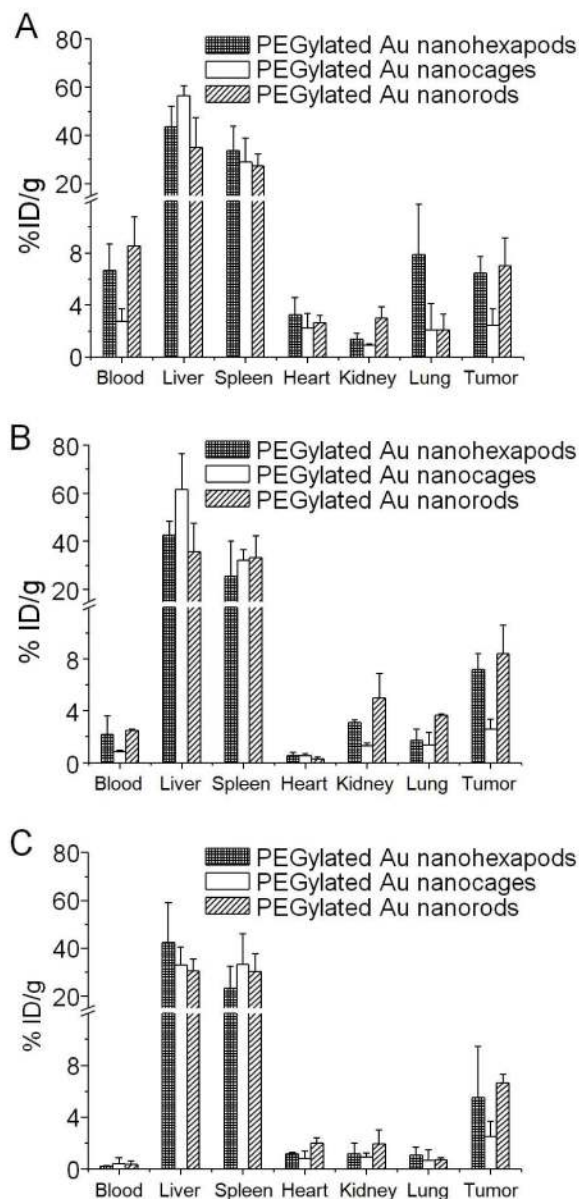 A
PEGylated Au nanohexapods
PEGylated Au nanocages
PEGylated Au nanorods
%ID/g
80
60
40
20
8
4
0
Blood Liver Spleen Heart Kidney Lung Tumor
B
PEGylated Au nanohexapods
PEGylated Au nanocages
PEGylated Au nanorods
% ID/g
80
60
40
20
8
4
0
Blood Liver Spleen Heart Kidney Lung Tumor
C
PEGylated Au nanohexapods
PEGylated Au nanocages
PEGylated Au nanorods
% ID/g
80
60
40
20
8
4
0
Blood Liver Spleen Heart Kidney Lung Tumor